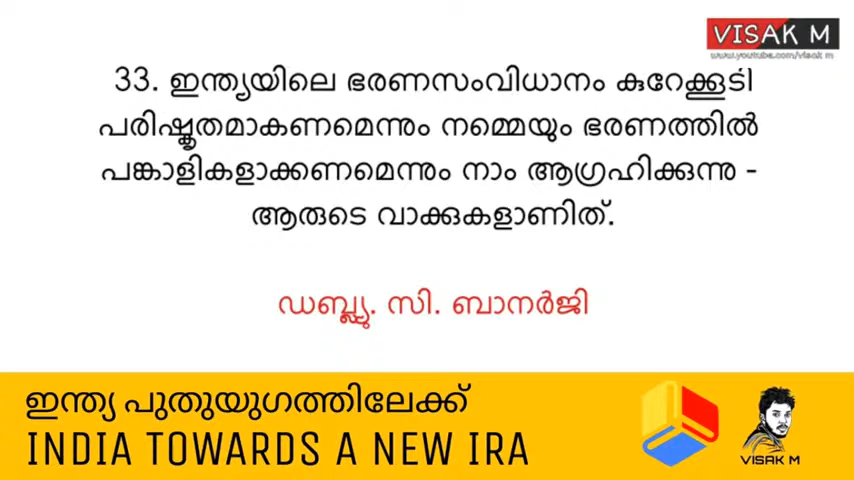 VISAK M
www.youtube.com/visak m
33. ഇന്ത്യയിലെ ഭരണസംവിധാനം കുറേക്കൂടി
പരിഷ്കൃതമാകണമെന്നും നമ്മെയും ഭരണത്തിൽ
പങ്കാളികളാക്കണമെന്നും നാം ആഗ്രഹിക്കുന്നു -
ആരുടെ വാക്കുകളാണിത്.
ഡബ്ല്യു. സി. ബാനർജി
ഇന്ത്യ പുതുയുഗത്തിലേക്ക്
INDIA TOWARDS A NEW IRA
VISAK M